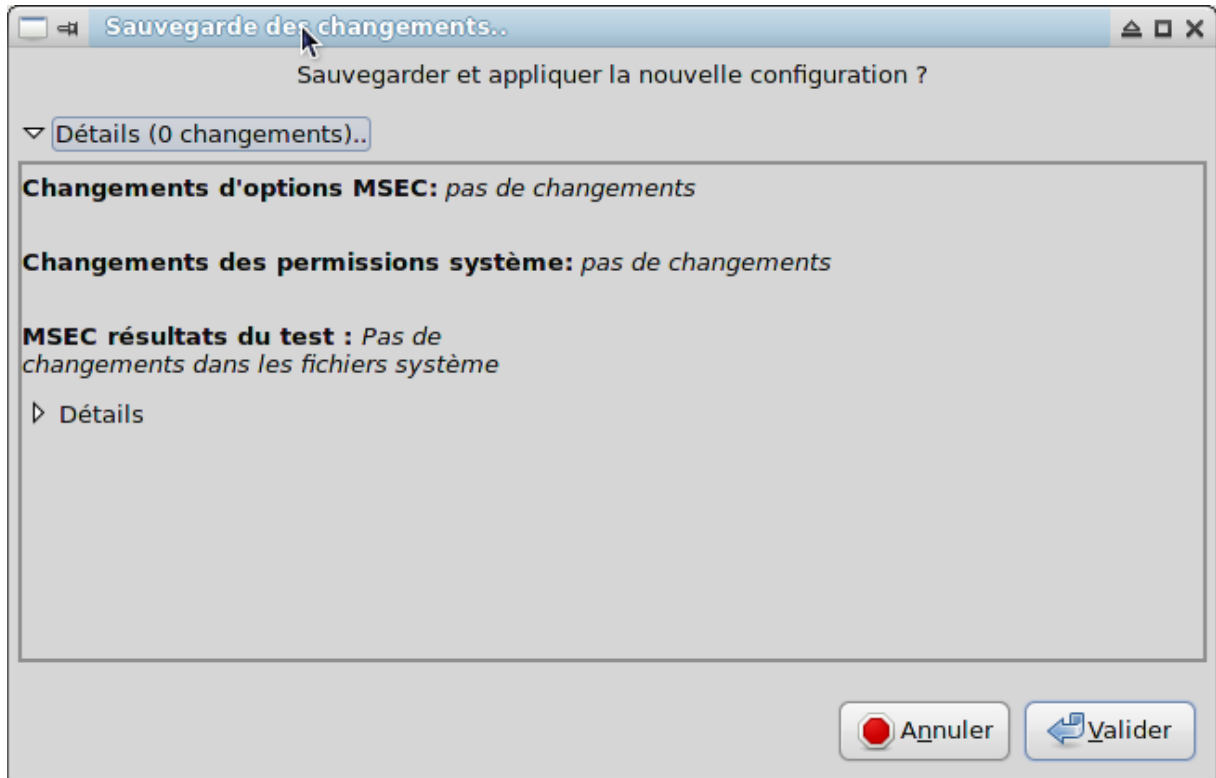 Sauvegarde des changements..
Sauvegarder et appliquer la nouvelle configuration ?
Détails (0 changements)..
Changements d'options MSEC: pas de changements
Changements des permissions système: pas de changements
MSEC résultats du test : Pas de
changements dans les fichiers système
Détails
Annuler
Valider